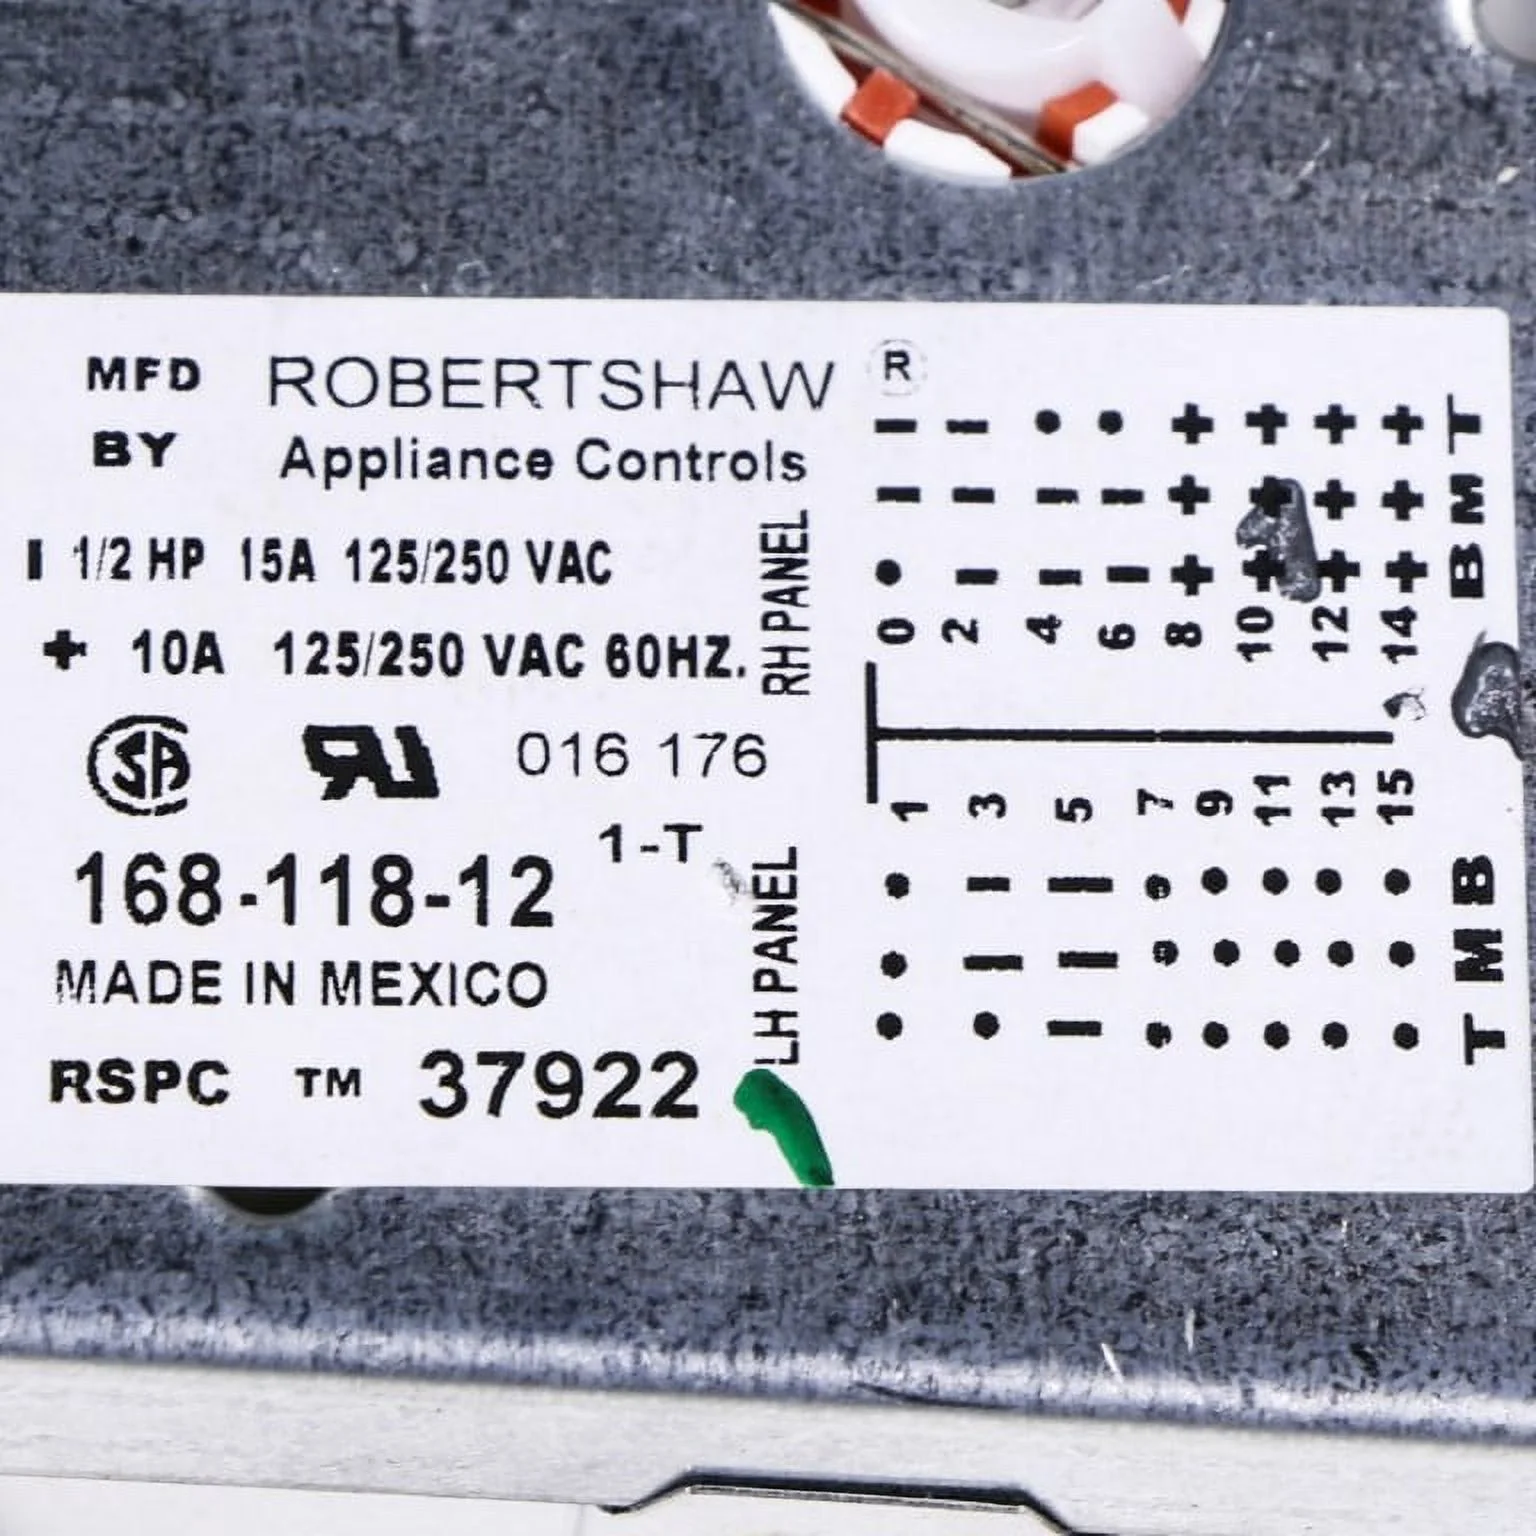 MFD ROBERTSHAW ®
BY Appliance Controls
I 1/2 HP 15A 125/250 VAC
+ 10A 125/250 VAC 60HZ.
SA RU 016 176
1-T
168-118-12
MADE IN MEXICO
RSPC TM 37922
RH PANEL
LH PANEL
— — • • + + + + T
— — — — + + + + M
• — — — + + + + B
0 2 4 6 8 10 12 14
1 3 5 7 9 11 13 15
• — — • • • • • B
• — — • • • • • M
• • — • • • • • T